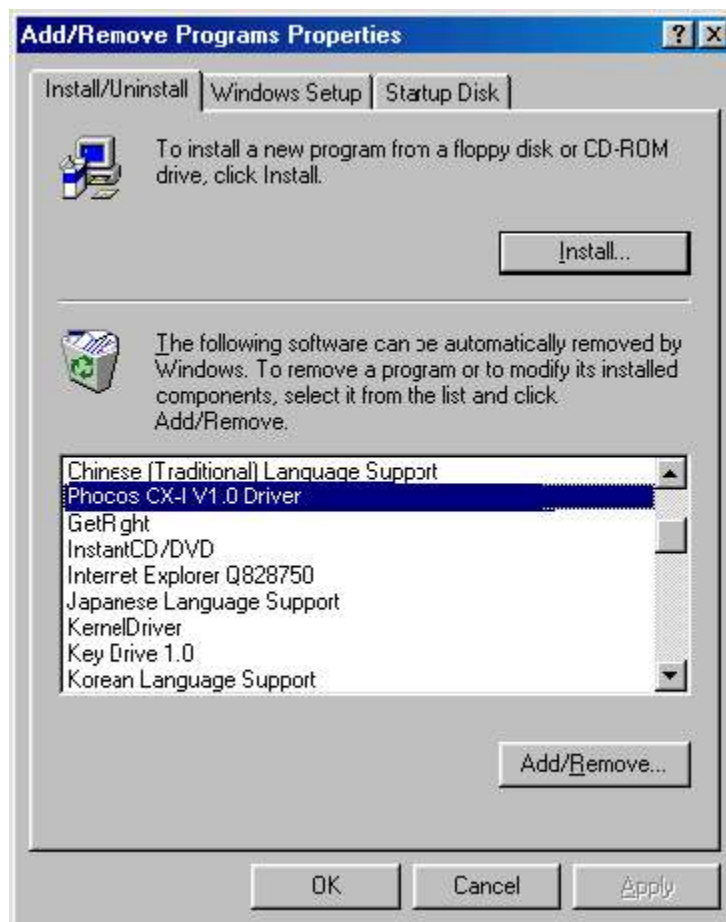 Add/Remove Programs Properties
Install/Uninstall
Windows Setup
Startup Disk
To install a new program from a floppy disk or CD-ROM
drive, click Install.
Install...
The following software can be automatically removed by
Windows. To remove a program or to modify its installed
components, select it from the list and click
Add/Remove.
Chinese (Traditional) Language Support
Phocos CX-I V1.0 Driver
GetRight
InstantCD/DVD
Internet Explorer Q828750
Japanese Language Support
KernelDriver
Key Drive 1.0
Korean Language Support
Add/Remove...
OK
Cancel
Apply